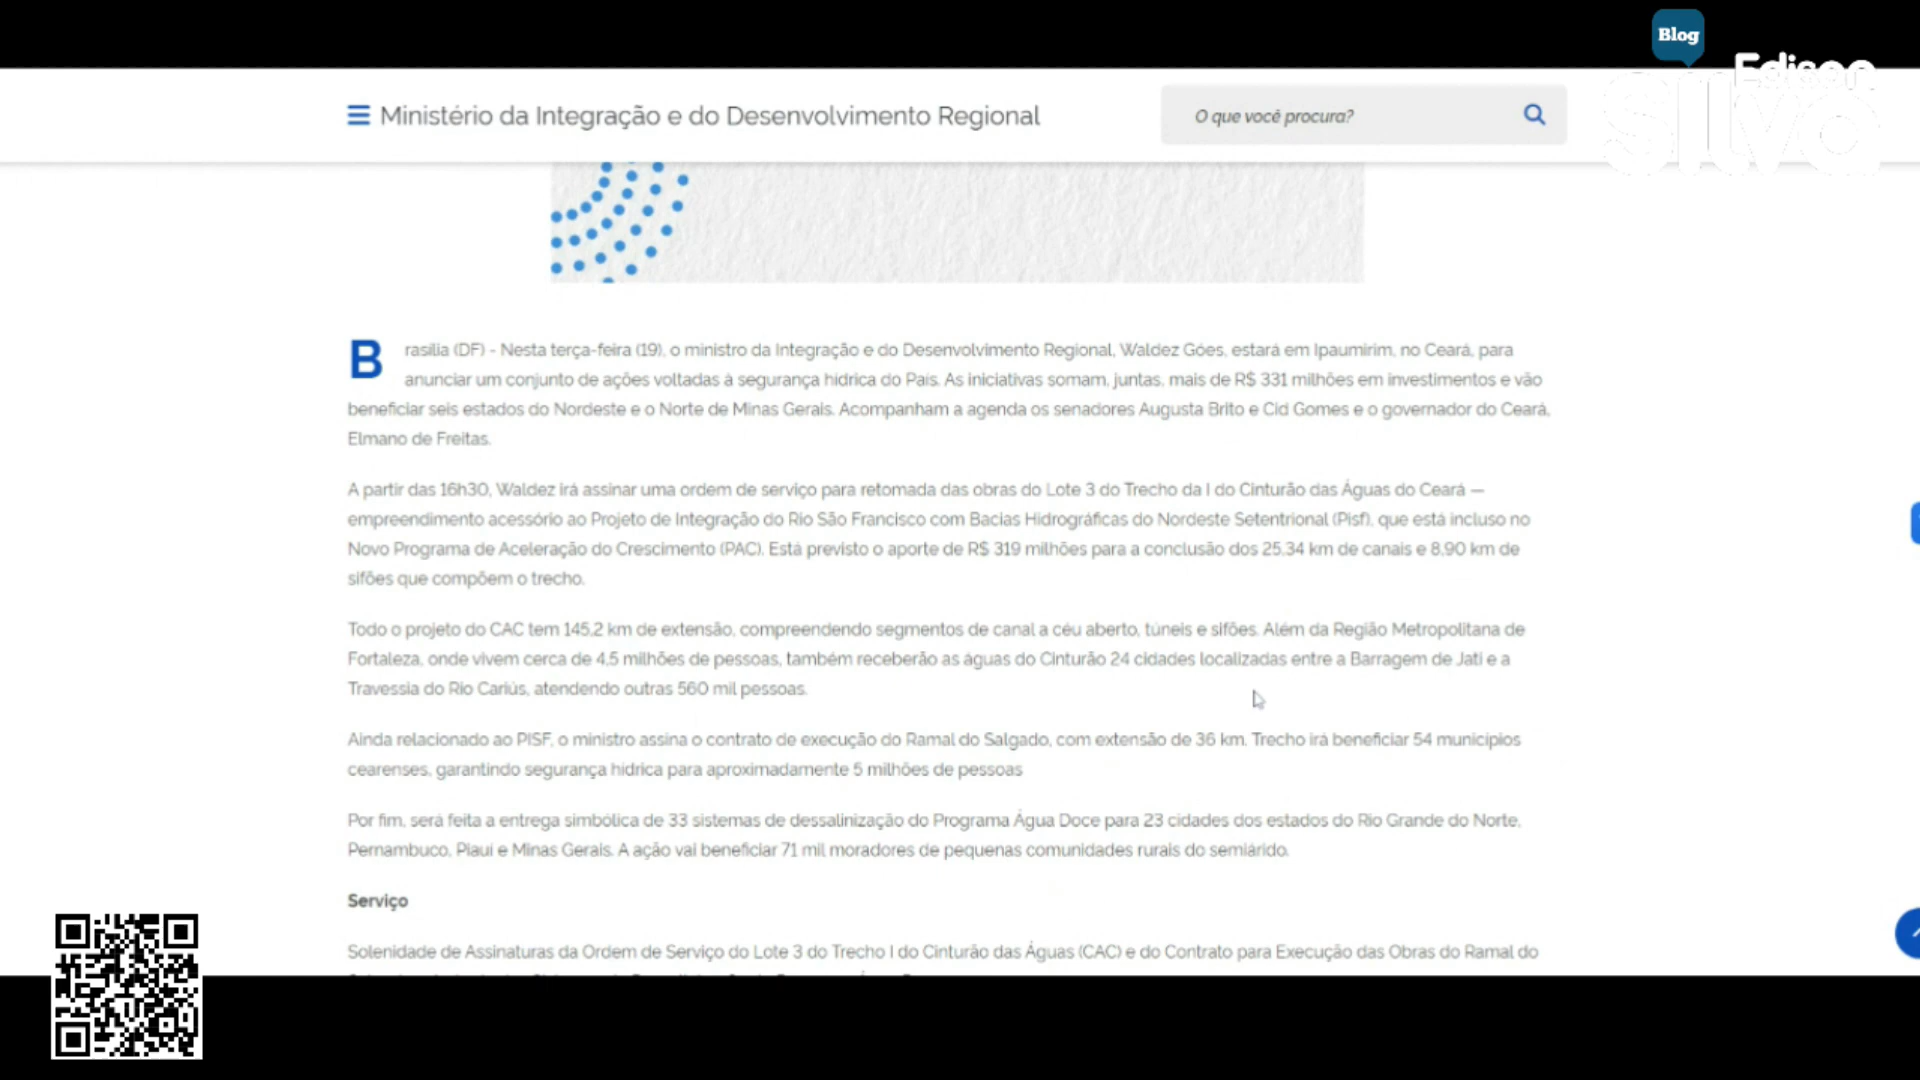 Blog
Edison
Silva
Ministério da Integração e do Desenvolvimento Regional
O que você procura?
Brasília (DF) - Nesta terça-feira (19), o ministro da Integração e do Desenvolvimento Regional, Waldez Góes, estará em Ipaumirim, no Ceará, para
anunciar um conjunto de ações voltadas à segurança hídrica do País. As iniciativas somam, juntas, mais de R$ 331 milhões em investimentos e vão
beneficiar seis estados do Nordeste e o Norte de Minas Gerais. Acompanham a agenda os senadores Augusta Brito e Cid Gomes e o governador do Ceará,
Elmano de Freitas.
A partir das 16h30, Waldez irá assinar uma ordem de serviço para retomada das obras do Lote 3 do Trecho da I do Cinturão das Águas do Ceará —
empreendimento acessório ao Projeto de Integração do Rio São Francisco com Bacias Hidrográficas do Nordeste Setentrional (Pisf), que está incluso no
Novo Programa de Aceleração do Crescimento (PAC). Está previsto o aporte de R$ 319 milhões para a conclusão dos 25,34 km de canais e 8,90 km de
sifões que compõem o trecho.
Todo o projeto do CAC tem 145,2 km de extensão, compreendendo segmentos de canal a céu aberto, túneis e sifões. Além da Região Metropolitana de
Fortaleza, onde vivem cerca de 4,5 milhões de pessoas, também receberão as águas do Cinturão 24 cidades localizadas entre a Barragem de Jati e a
Travessia do Rio Cariús, atendendo outras 560 mil pessoas.
Ainda relacionado ao PISF, o ministro assina o contrato de execução do Ramal do Salgado, com extensão de 36 km. Trecho irá beneficiar 54 municípios
cearenses, garantindo segurança hídrica para aproximadamente 5 milhões de pessoas
Por fim, será feita a entrega simbólica de 33 sistemas de dessalinização do Programa Água Doce para 23 cidades dos estados do Rio Grande do Norte,
Pernambuco, Piauí e Minas Gerais. A ação vai beneficiar 71 mil moradores de pequenas comunidades rurais do semiárido.
Serviço
Solenidade de Assinaturas da Ordem de Serviço do Lote 3 do Trecho I do Cinturão das Águas (CAC) e do Contrato para Execução das Obras do Ramal do